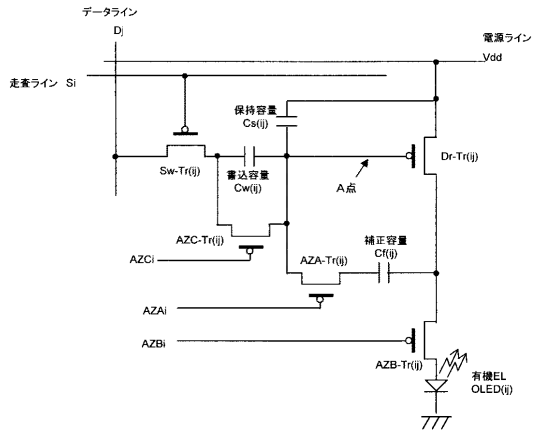 データライン
Dj
電源ライン
Vdd
走査ライン Si
保持容量
Cs(ij)
Dr-Tr(ij)
Sw-Tr(ij)
書込容量
Cw(ij)
A点
AZC-Tr(ij)
補正容量
Cf(ij)
AZCi
AZA-Tr(ij)
AZAi
AZBi
AZB-Tr(ij)
有機EL
OLED(ij)